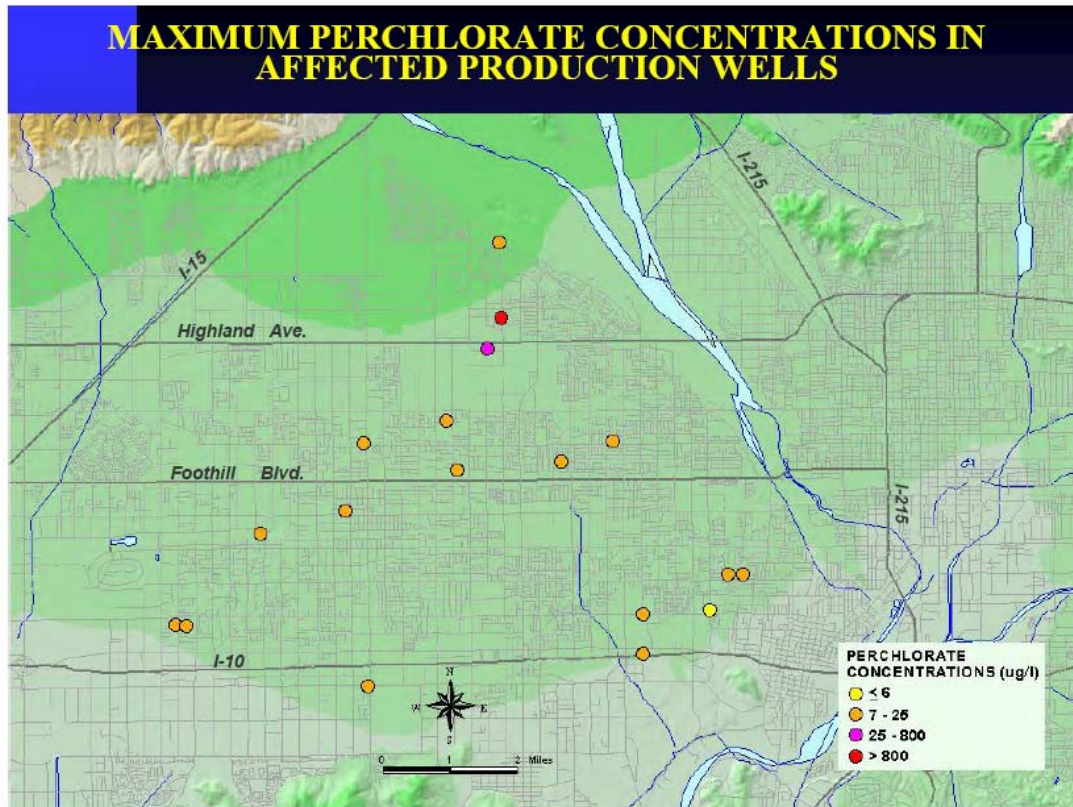 MAXIMUM PERCHLORATE CONCENTRATIONS IN
AFFECTED PRODUCTION WELLS
I-215
I-15
Highland Ave.
Foothill Blvd.
I-215
I-10
N
W E
S
0 1 2 Miles
PERCHLORATE
CONCENTRATIONS (ug/l)
≤ 6
7 - 25
25 - 800
> 800